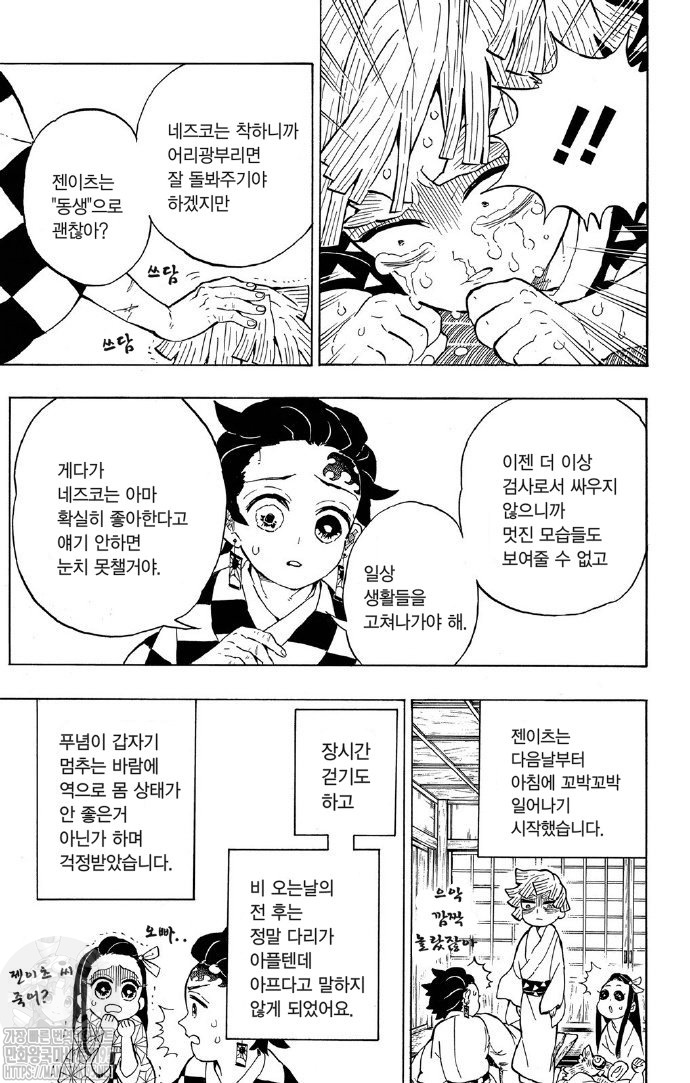 !!
네즈코는 착하니까
어리광부리면
잘 돌봐주기야
하겠지만
젠이츠는
"동생"으로
괜찮아?
쓰담
쓰담
이젠 더 이상
검사로서 싸우지
않으니까
멋진 모습들도
보여줄 수 없고
일상
생활들을
고쳐나가야 해.
게다가
네즈코는 아마
확실히 좋아한다고
얘기 안하면
눈치 못챌거야.
젠이츠는
다음날부터
아침에 꼬박꼬박
일어나기
시작했습니다.
으악
깜짝
놀랐잖아
장시간
걷기도
하고
비 오는날의
전 후는
정말 다리가
아플텐데
아프다고 말하지
않게 되었어요.
푸념이 갑자기
멈추는 바람에
역으로 몸 상태가
안 좋은거
아닌가 하며
걱정받았습니다.
오빠..
젠이츠 씨
죽어?